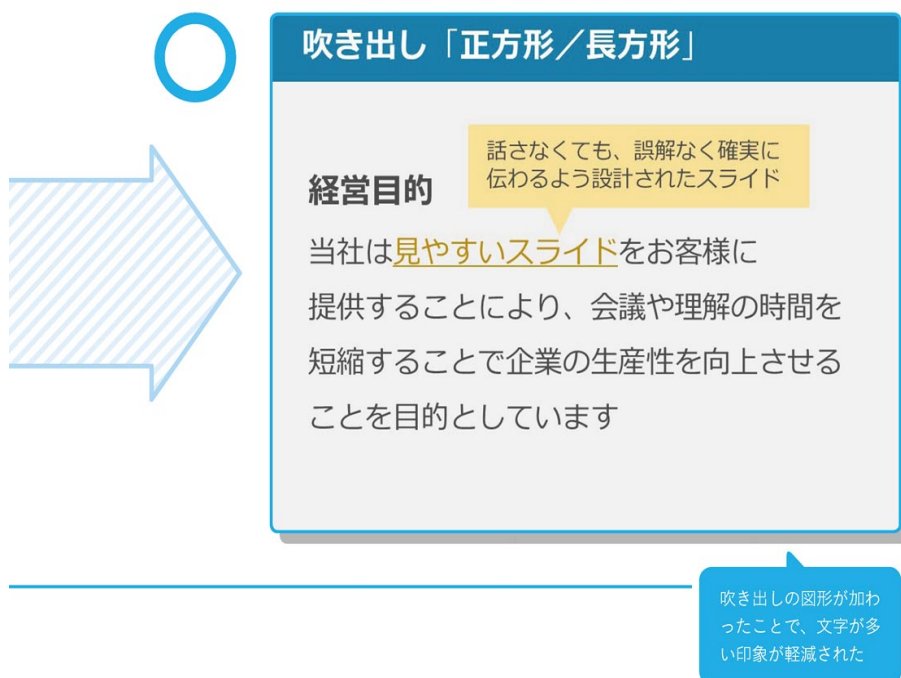 吹き出し「正方形／長方形」
話さなくても、誤解なく確実に
伝わるよう設計されたスライド
経営目的
当社は見やすいスライドをお客様に
提供することにより、会議や理解の時間を
短縮することで企業の生産性を向上させる
ことを目的としています
吹き出しの図形が加わ
ったことで、文字が多
い印象が軽減された